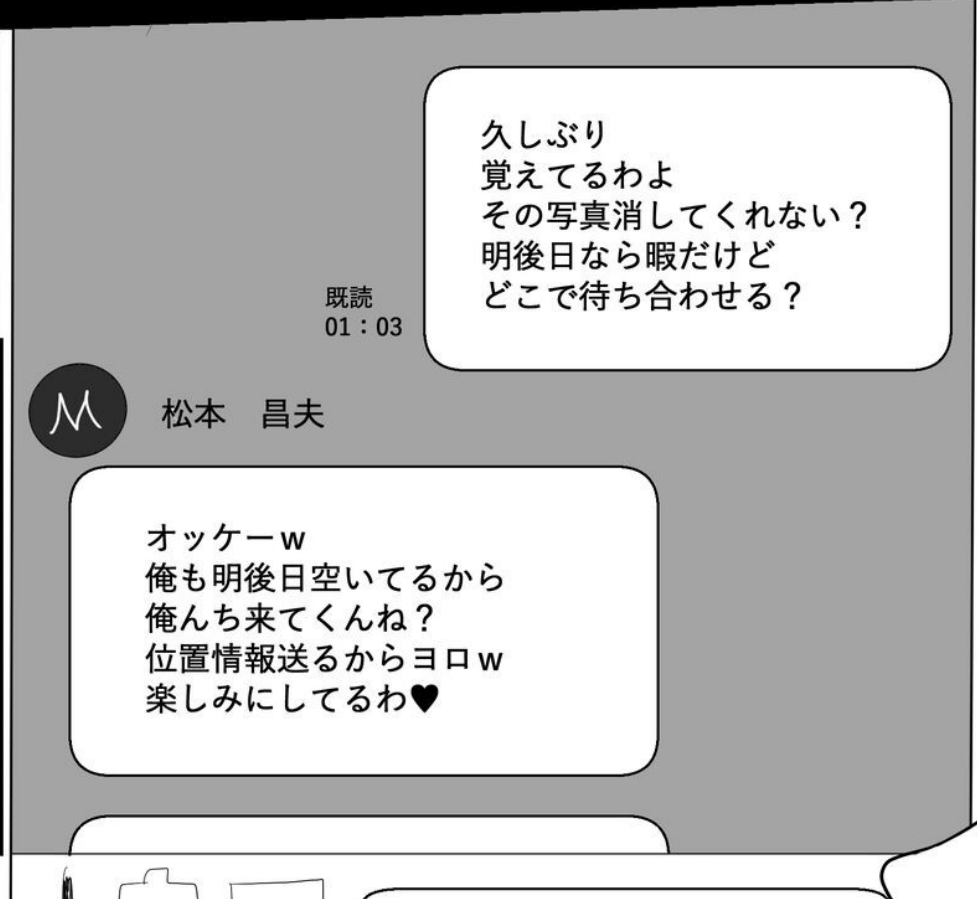 久しぶり
覚えてるわよ
その写真消してくれない？
明後日なら暇だけど
どこで待ち合わせる？
既読
01：03
M
松本　昌夫
オッケーw
俺も明後日空いてるから
俺んち来てくんね？
位置情報送るからヨロw
楽しみにしてるわ♥